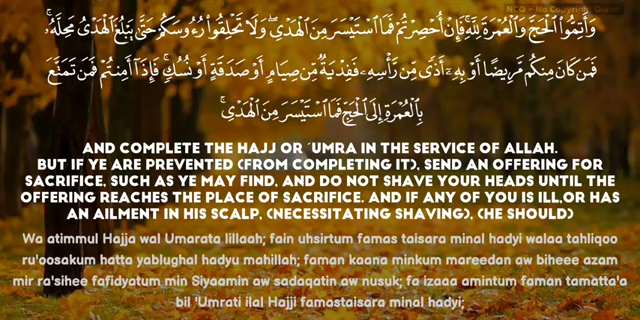 NCQ - No Copyright Quran
وَأَتِمُّوا۟ ٱلْحَجَّ وَٱلْعُمْرَةَ لِلَّهِ ۚ فَإِنْ أُحْصِرْتُمْ فَمَا ٱسْتَيْسَرَ مِنَ ٱلْهَدْىِ ۖ وَلَا تَحْلِقُوا۟ رُءُوسَكُمْ حَتَّىٰ يَبْلُغَ ٱلْهَدْىُ مَحِلَّهُۥ ۚ
فَمَن كَانَ مِنكُم مَّرِيضًا أَوْ بِهِۦٓ أَذًى مِّن رَّأْسِهِۦ فَفِدْيَةٌ مِّن صِيَامٍ أَوْ صَدَقَةٍ أَوْ نُسُكٍ ۚ فَإِذَآ أَمِنتُمْ فَمَن تَمَتَّعَ
بِٱلْعُمْرَةِ إِلَى ٱلْحَجِّ فَمَا ٱسْتَيْسَرَ مِنَ ٱلْهَدْىِ ۚ
AND COMPLETE THE HAJJ OR 'UMRA IN THE SERVICE OF ALLAH.
BUT IF YE ARE PREVENTED (FROM COMPLETING IT), SEND AN OFFERING FOR
SACRIFICE, SUCH AS YE MAY FIND, AND DO NOT SHAVE YOUR HEADS UNTIL THE
OFFERING REACHES THE PLACE OF SACRIFICE. AND IF ANY OF YOU IS ILL,OR HAS
AN AILMENT IN HIS SCALP, (NECESSITATING SHAVING), (HE SHOULD)
Wa atimmul Hajja wal Umarata lillaah; fain uhsirtum famas taisara minal hadyi walaa tahliqoo
ru'oosakum hatta yablughal hadyu mahillah; faman kaana minkum mareedan aw biheee azam
mir ra'sihee fafidyatum min Siyaamin aw sadaqatin aw nusuk; fa izaaa amintum faman tamatta'a
bil 'Umrati ilal Hajji famastaisara minal hadyi;